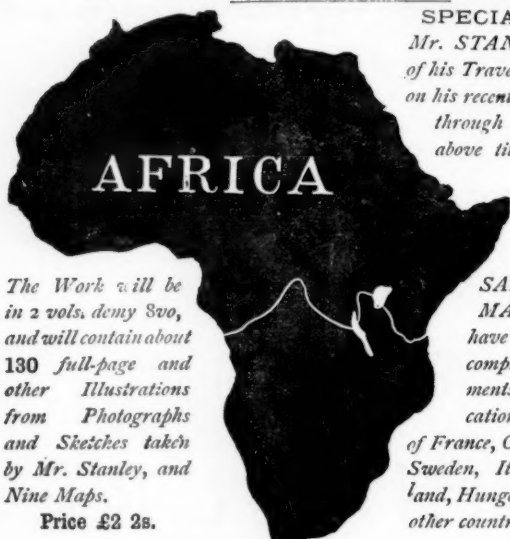 SPECIA
Mr. STAN
of his Trave
on his recent
through
above ti
AFRICA
The Work will be
in 2 vols. demy 8vo,
and will contain about
130 full-page and
other Illustrations
from Photographs
and Sketches taken
by Mr. Stanley, and
Nine Maps.
Price £2 2s.
SA
MA
have
comp
ments
cation
of France, 
Sweden, It
land, Hung
other countr